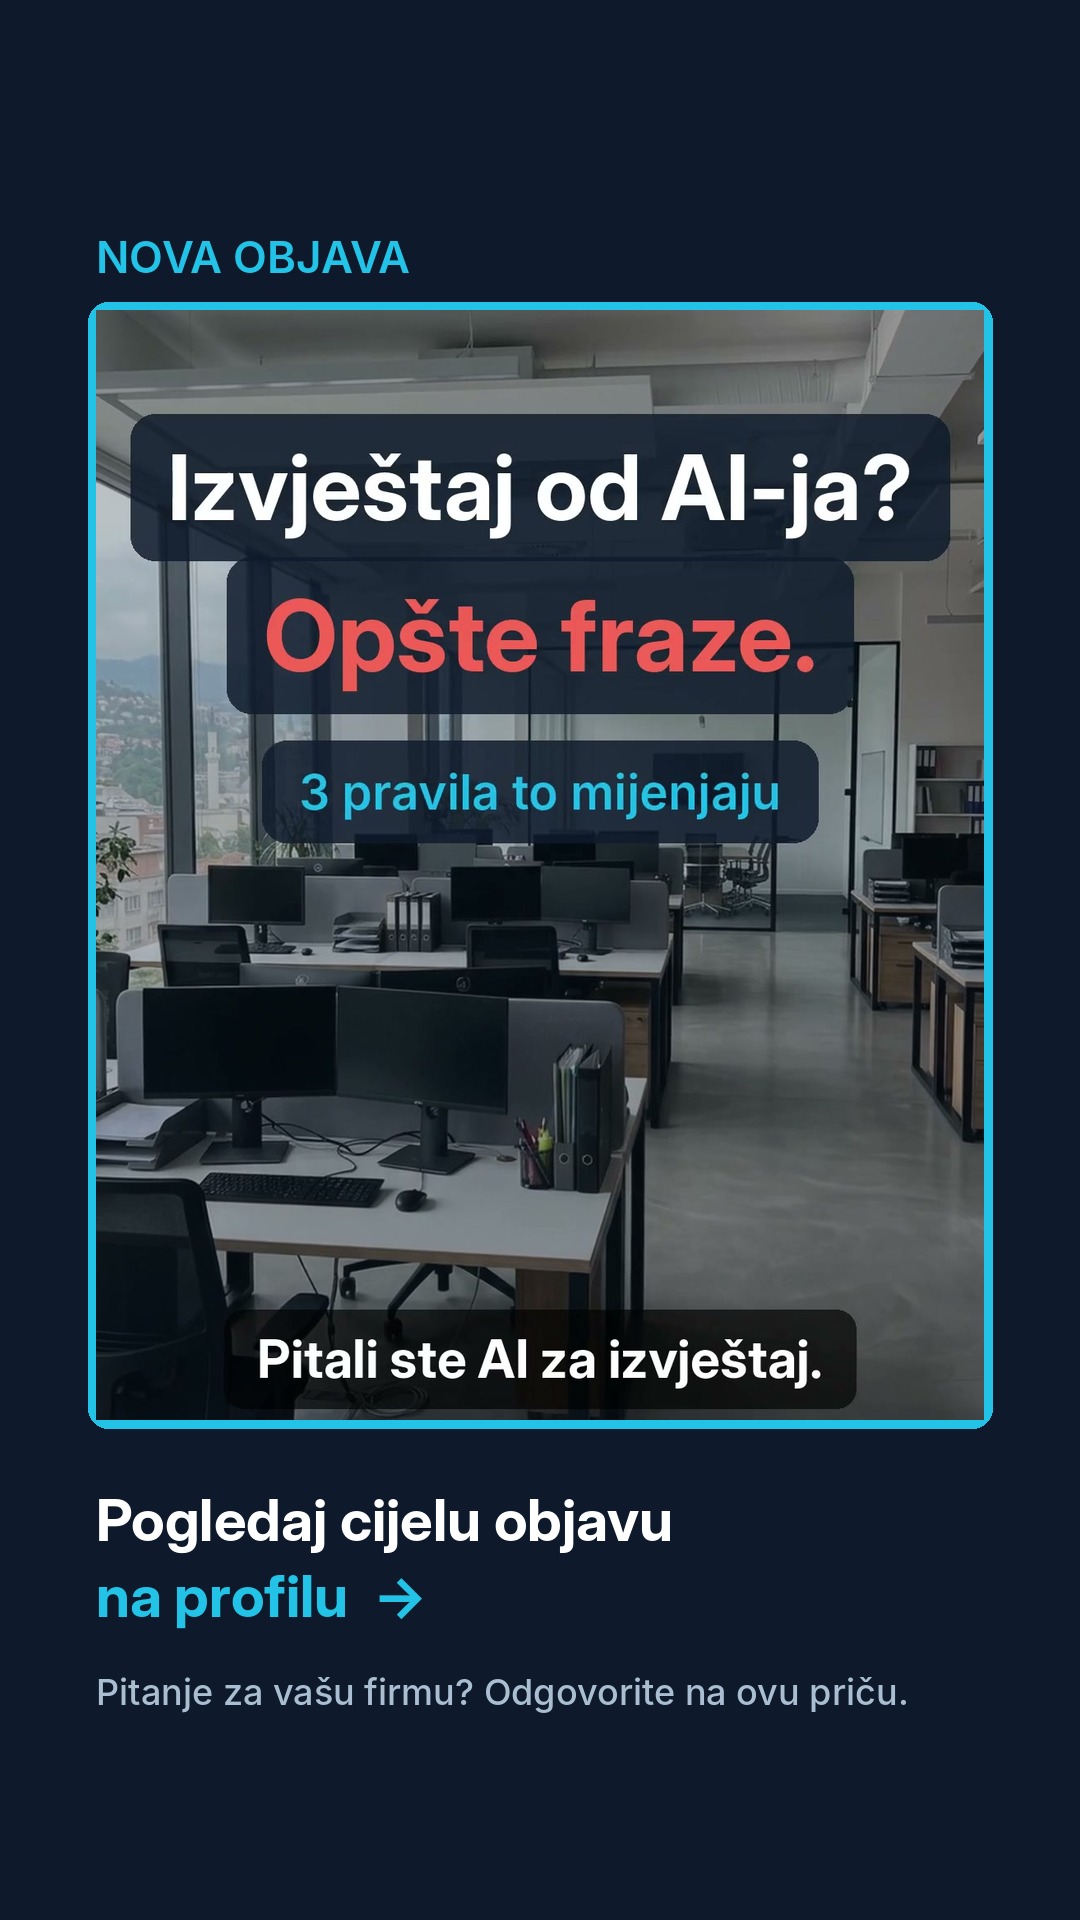 NOVA OBJAVA
Izvještaj od AI-ja?
Opšte fraze.
3 pravila to mijenjaju
Pitali ste AI za izvještaj.
Pogledaj cijelu objavu
na profilu →
Pitanje za vašu firmu? Odgovorite na ovu priču.